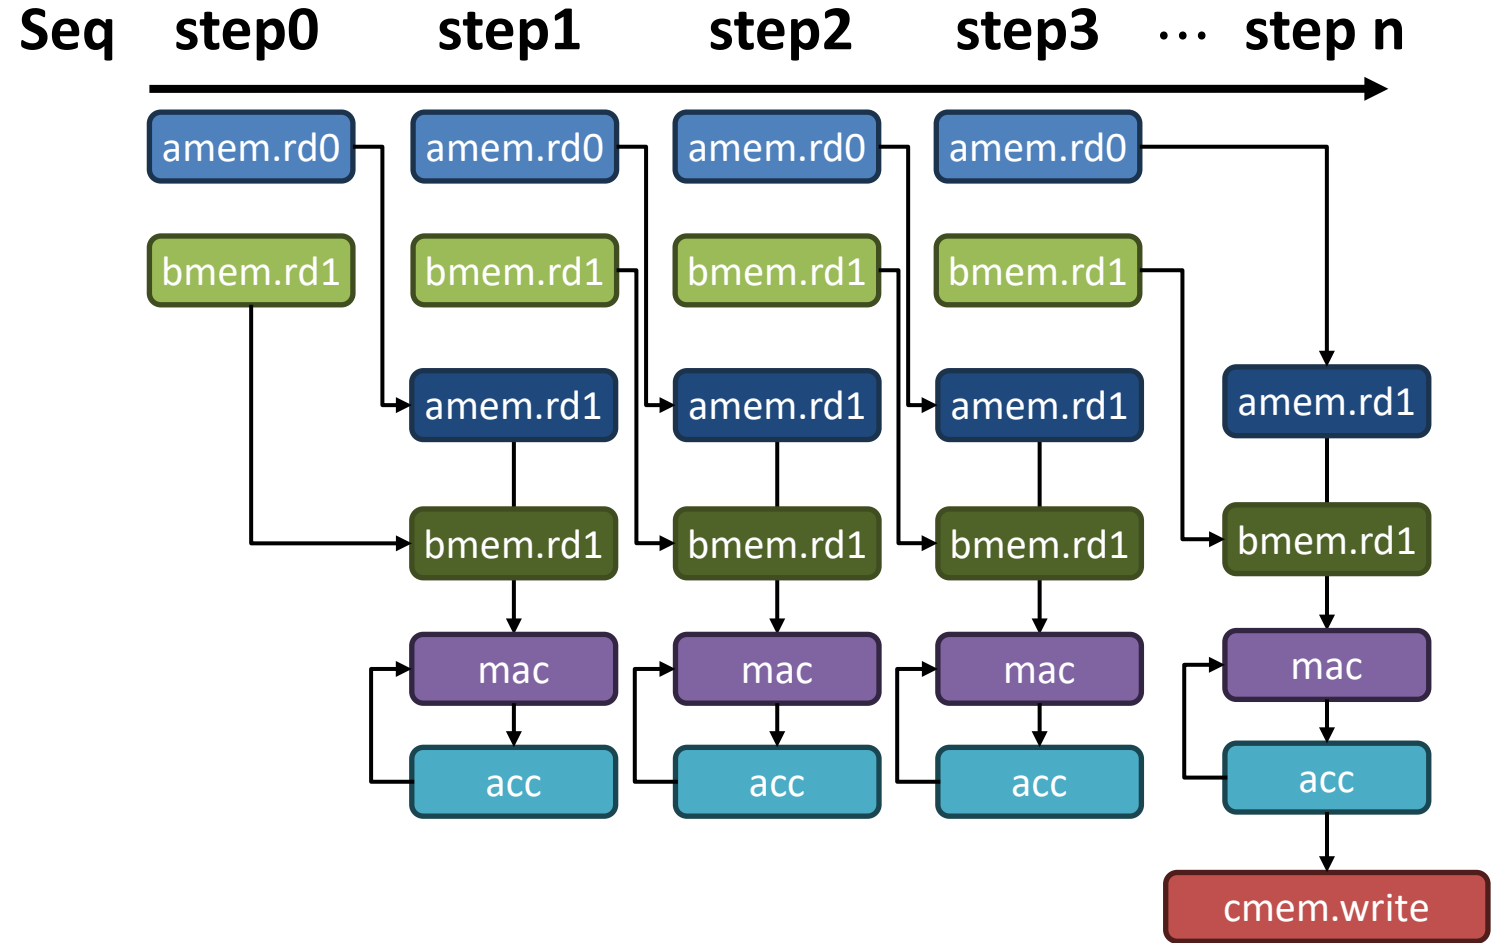 Seq step0 step1 step2 step3 ... step n
amem.rd0 amem.rd0 amem.rd0 amem.rd0
bmem.rd1 bmem.rd1 bmem.rd1 bmem.rd1
amem.rd1 amem.rd1 amem.rd1 amem.rd1
bmem.rd1 bmem.rd1 bmem.rd1 bmem.rd1
mac mac mac mac
acc acc acc acc
cmem.write